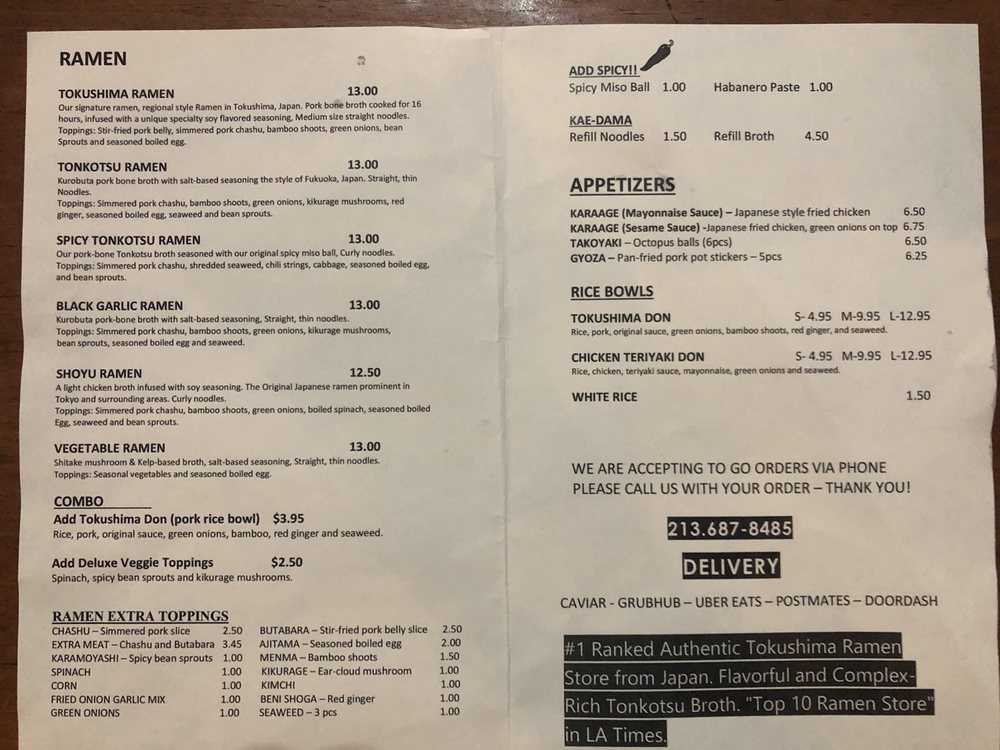 RAMEN
TOKUSHIMA RAMEN 13.00
Our signature ramen, regional style Ramen in Tokushima, Japan. Pork bone broth cooked for 16
hours, infused with a unique specialty soy flavored seasoning, Medium size straight noodles.
Toppings: Stir-fried pork belly, simmered pork chashu, bamboo shoots, green onions, bean
Sprouts and seasoned boiled egg.
TONKOTSU RAMEN 13.00
Kurobuta pork bone broth with salt-based seasoning the style of Fukuoka, Japan. Straight, thin
Noodles.
Toppings: Simmered pork chashu, bamboo shoots, green onions, kikurage mushrooms, red
ginger, seasoned boiled egg, seaweed and bean sprouts.
SPICY TONKOTSU RAMEN 13.00
Our pork-bone Tonkotsu broth seasoned with our original spicy miso ball, Curly noodles.
Toppings: Simmered pork chashu, shredded seaweed, chili strings, cabbage, seasoned boiled egg,
and bean sprouts.
BLACK GARLIC RAMEN 13.00
Kurobuta pork-bone broth with salt-based seasoning, Straight, thin noodles.
Toppings: Simmered pork chashu, bamboo shoots, green onions, kikurage mushrooms,
bean sprouts, seasoned boiled egg and seaweed.
SHOYU RAMEN 12.50
A light chicken broth infused with soy seasoning. The Original Japanese ramen prominent in
Tokyo and surrounding areas. Curly noodles.
Toppings: Simmered pork chashu, bamboo shoots, green onions, boiled spinach, seasoned boiled
Egg, seaweed and bean sprouts.
VEGETABLE RAMEN 13.00
Shitake mushroom & Kelp-based broth, salt-based seasoning, Straight, thin noodles.
Toppings: Seasonal vegetables and seasoned boiled egg.
COMBO
Add Tokushima Don (pork rice bowl) $3.95
Rice, pork, original sauce, green onions, bamboo, red ginger and seaweed.
Add Deluxe Veggie Toppings $2.50
Spinach, spicy bean sprouts and kikurage mushrooms.
RAMEN EXTRA TOPPINGS
CHASHU – Simmered pork slice 2.50 BUTABARA – Stir-fried pork belly slice 2.50
EXTRA MEAT – Chashu and Butabara 3.45 AJITAMA – Seasoned boiled egg 2.00
KARAMOYASHI – Spicy bean sprouts 1.00 MENMA – Bamboo shoots 1.50
SPINACH 1.00 KIKURAGE – Ear-cloud mushroom 1.00
CORN 1.00 KIMCHI 1.00
FRIED ONION GARLIC MIX 1.00 BENI SHOGA – Red ginger 1.00
GREEN ONIONS 1.00 SEAWEED – 3 pcs 1.00
ADD SPICY!!
Spicy Miso Ball 1.00 Habanero Paste 1.00
KAE-DAMA
Refill Noodles 1.50 Refill Broth 4.50
APPETIZERS
KARAAGE (Mayonnaise Sauce) – Japanese style fried chicken 6.50
KARAAGE (Sesame Sauce) -Japanese fried chicken, green onions on top 6.75
TAKOYAKI – Octopus balls (6pcs) 6.50
GYOZA – Pan-fried pork pot stickers – 5pcs 6.25
RICE BOWLS
TOKUSHIMA DON S- 4.95 M-9.95 L-12.95
Rice, pork, original sauce, green onions, bamboo shoots, red ginger, and seaweed.
CHICKEN TERIYAKI DON S- 4.95 M-9.95 L-12.95
Rice, chicken, teriyaki sauce, mayonnaise, green onions and seaweed.
WHITE RICE 1.50
WE ARE ACCEPTING TO GO ORDERS VIA PHONE
PLEASE CALL US WITH YOUR ORDER – THANK YOU!
213.687-8485
DELIVERY
CAVIAR - GRUBHUB – UBER EATS – POSTMATES – DOORDASH
#1 Ranked Authentic Tokushima Ramen
Store from Japan. Flavorful and Complex-
Rich Tonkotsu Broth. "Top 10 Ramen Store"
in LA Times.